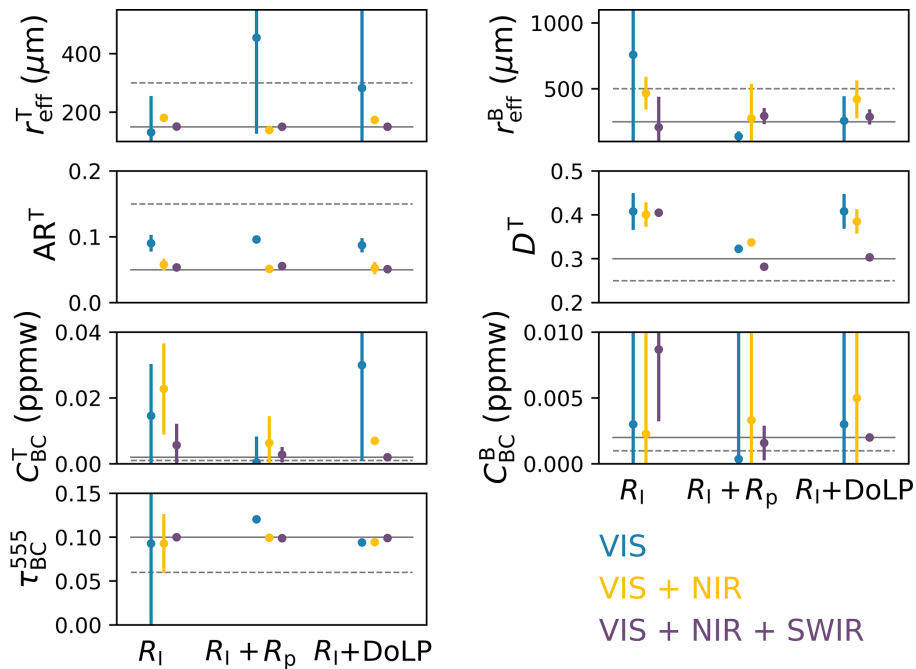 400
200
r_eff^T (μm)
1000
500
r_eff^B (μm)
0.2
0.1
0.0
AR^T
0.5
0.4
0.3
0.2
D^T
0.04
0.02
0.00
C_BC^T (ppmw)
0.010
0.005
0.000
C_BC^B (ppmw)
R_I R_I + R_p R_I+DoLP
0.15
0.10
0.05
0.00
τ_BC^555
R_I R_I + R_p R_I+DoLP
VIS
VIS + NIR
VIS + NIR + SWIR